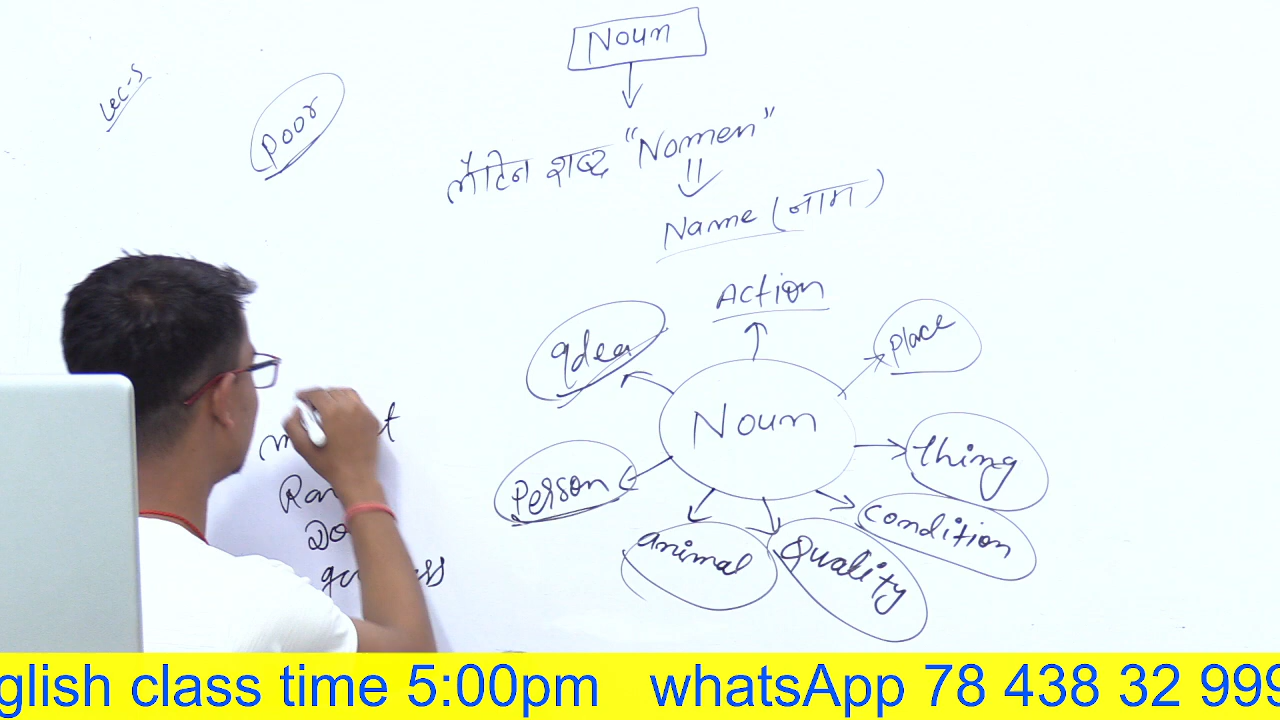 Noun
Lec-5
Poor
लैटिन शब्द "Nomen"
Name (नाम)
Action
Idea
Place
Noun
thing
Person
Condition
animal
Quality
glish class time 5:00pm whatsApp 78 438 32 999